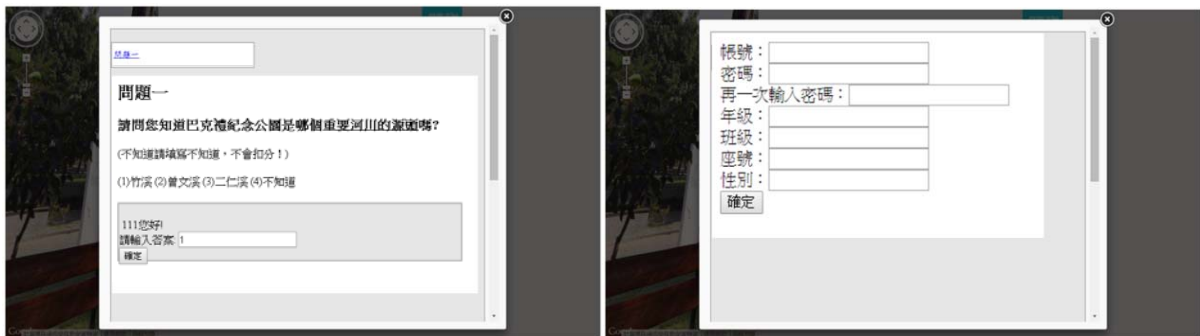 問題一
問題一
請問您知道巴克禮紀念公園是哪個重要河川的源頭嗎?
(不知道請填寫不知道，不會扣分！)
(1)竹溪 (2)曾文溪 (3)二仁溪 (4)不知道
111您好!
請輸入答案: 1
確定
帳號：
密碼：
再一次輸入密碼：
年級：
班級：
座號：
性別：
確定